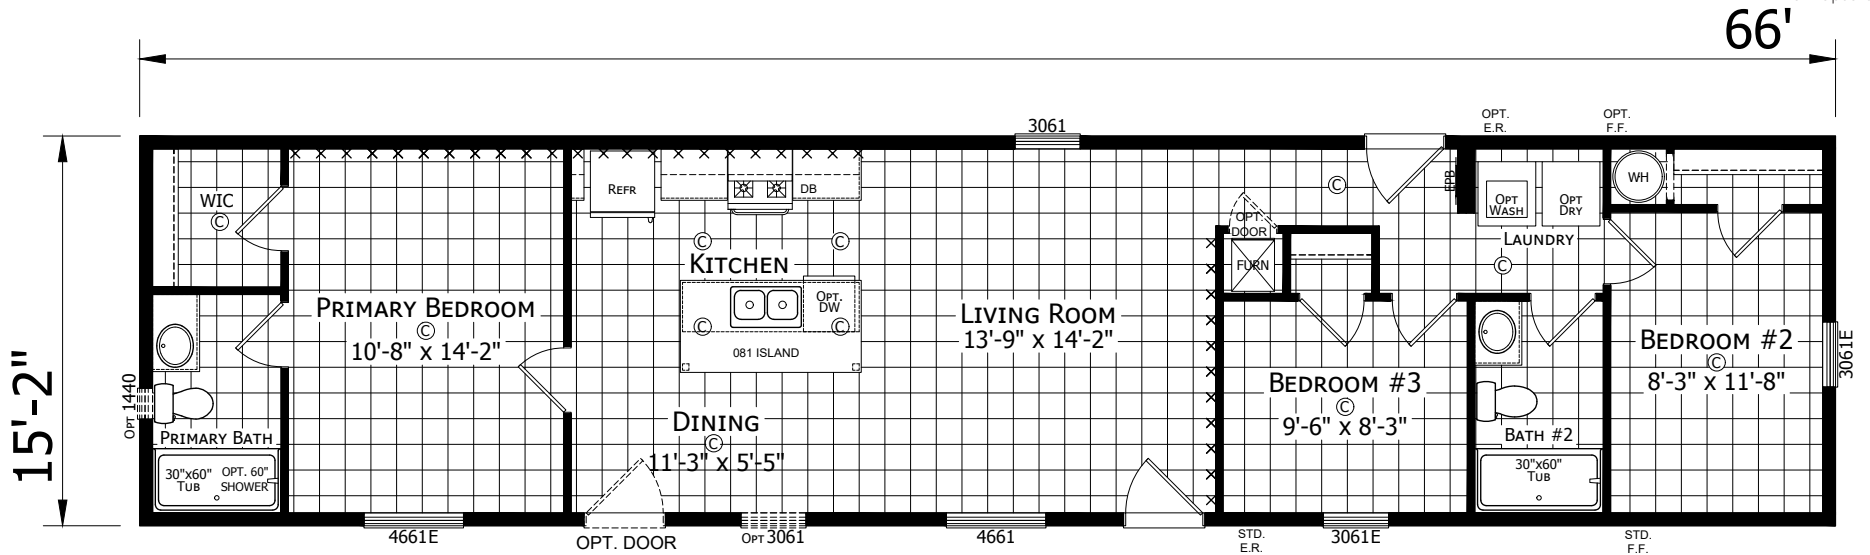 66'
15'-2"
3061
OPT.
E.R.
OPT.
F.F.
WIC
©
REFR
DB
©
©
KITCHEN
OPT.
DW
©
©
081 ISLAND
PRIMARY BEDROOM
©
10'-8" x 14'-2"
LIVING ROOM
13'-9" x 14'-2"
©
EPB
OPT
WASH
OPT
DRY
LAUNDRY
©
WH
OPT
DOOR
FURN
BEDROOM #2
©
8'-3" x 11'-8"
3061E
BEDROOM #3
©
9'-6" x 8'-3"
DINING
©
11'-3" x 5'-5"
OPT 1440
PRIMARY BATH
30"x60"
TUB
OPT. 60"
SHOWER
BATH #2
30"x60"
TUB
4661E
OPT. DOOR
OPT 3061
4661
STD.
E.R.
3061E
STD.
F.F.